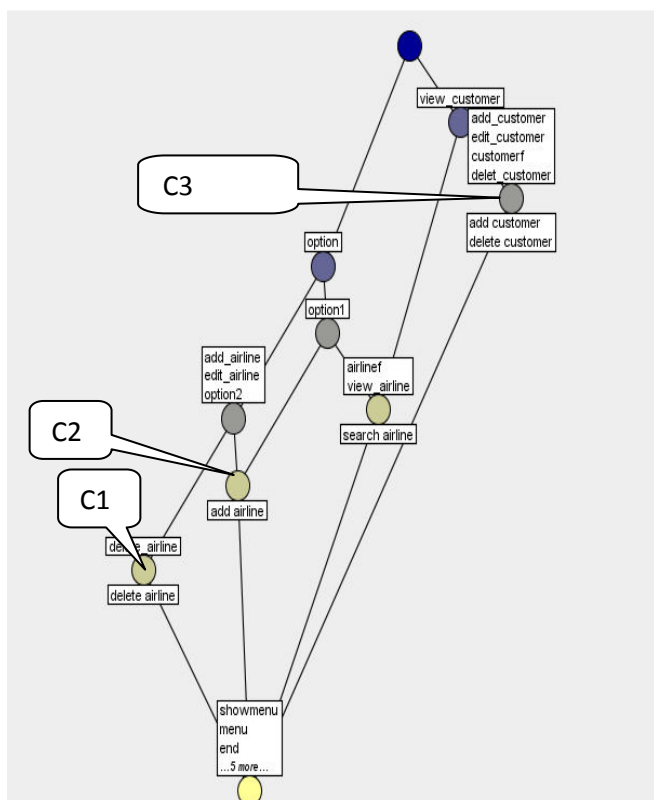 view_customer
add_customer
edit_customer
customerf
delet_customer
C3
add customer
delete customer
option
option1
add_airline
edit_airline
option2
airlinef
view_airline
C2
search airline
C1
add airline
airline
delete airline
showmenu
menu
end
...5 more...